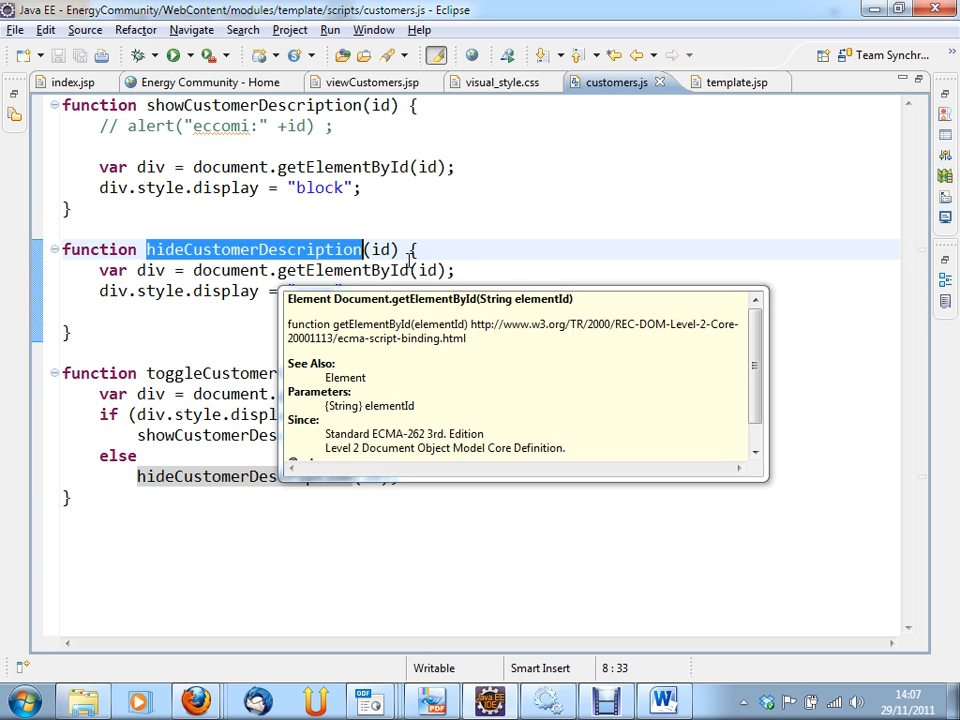 Java EE - EnergyCommunity/WebContent/modules/template/scripts/customers.js - Eclipse
File Edit Source Refactor Navigate Search Project Run Window Help
Team Synchr...
index.jsp Energy Community - Home viewCustomers.jsp visual_style.css customers.js template.jsp
function showCustomerDescription(id) {
// alert("eccomi:" +id) ;
var div = document.getElementById(id);
div.style.display = "block";
}
function hideCustomerDescription(id) {
var div = document.getElementById(id);
div.style.display =
}
Element Document.getElementById(String elementId)
function getElementById(elementId) http://www.w3.org/TR/2000/REC-DOM-Level-2-Core-
20001113/ecma-script-binding.html
See Also:
Element
Parameters:
{String} elementId
Since:
Standard ECMA-262 3rd. Edition
Level 2 Document Object Model Core Definition.
function toggleCustomer
var div = document.
if (div.style.displ
showCustomerDes
else
hideCustomerDes
}
Writable Smart Insert 8 : 33
ODF
PDF
Java EE
IDE
W
14:07
29/11/2011